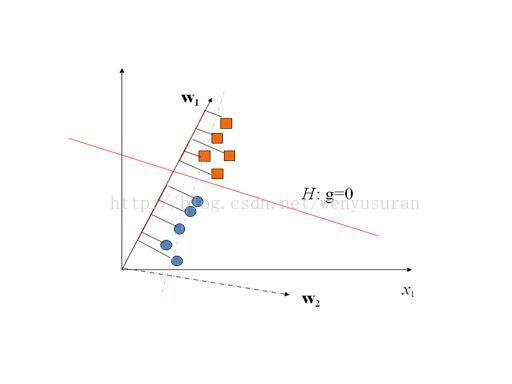 w₁
H: g=0
http://blog.csdn.net/wenyusuran
x₁
w₂